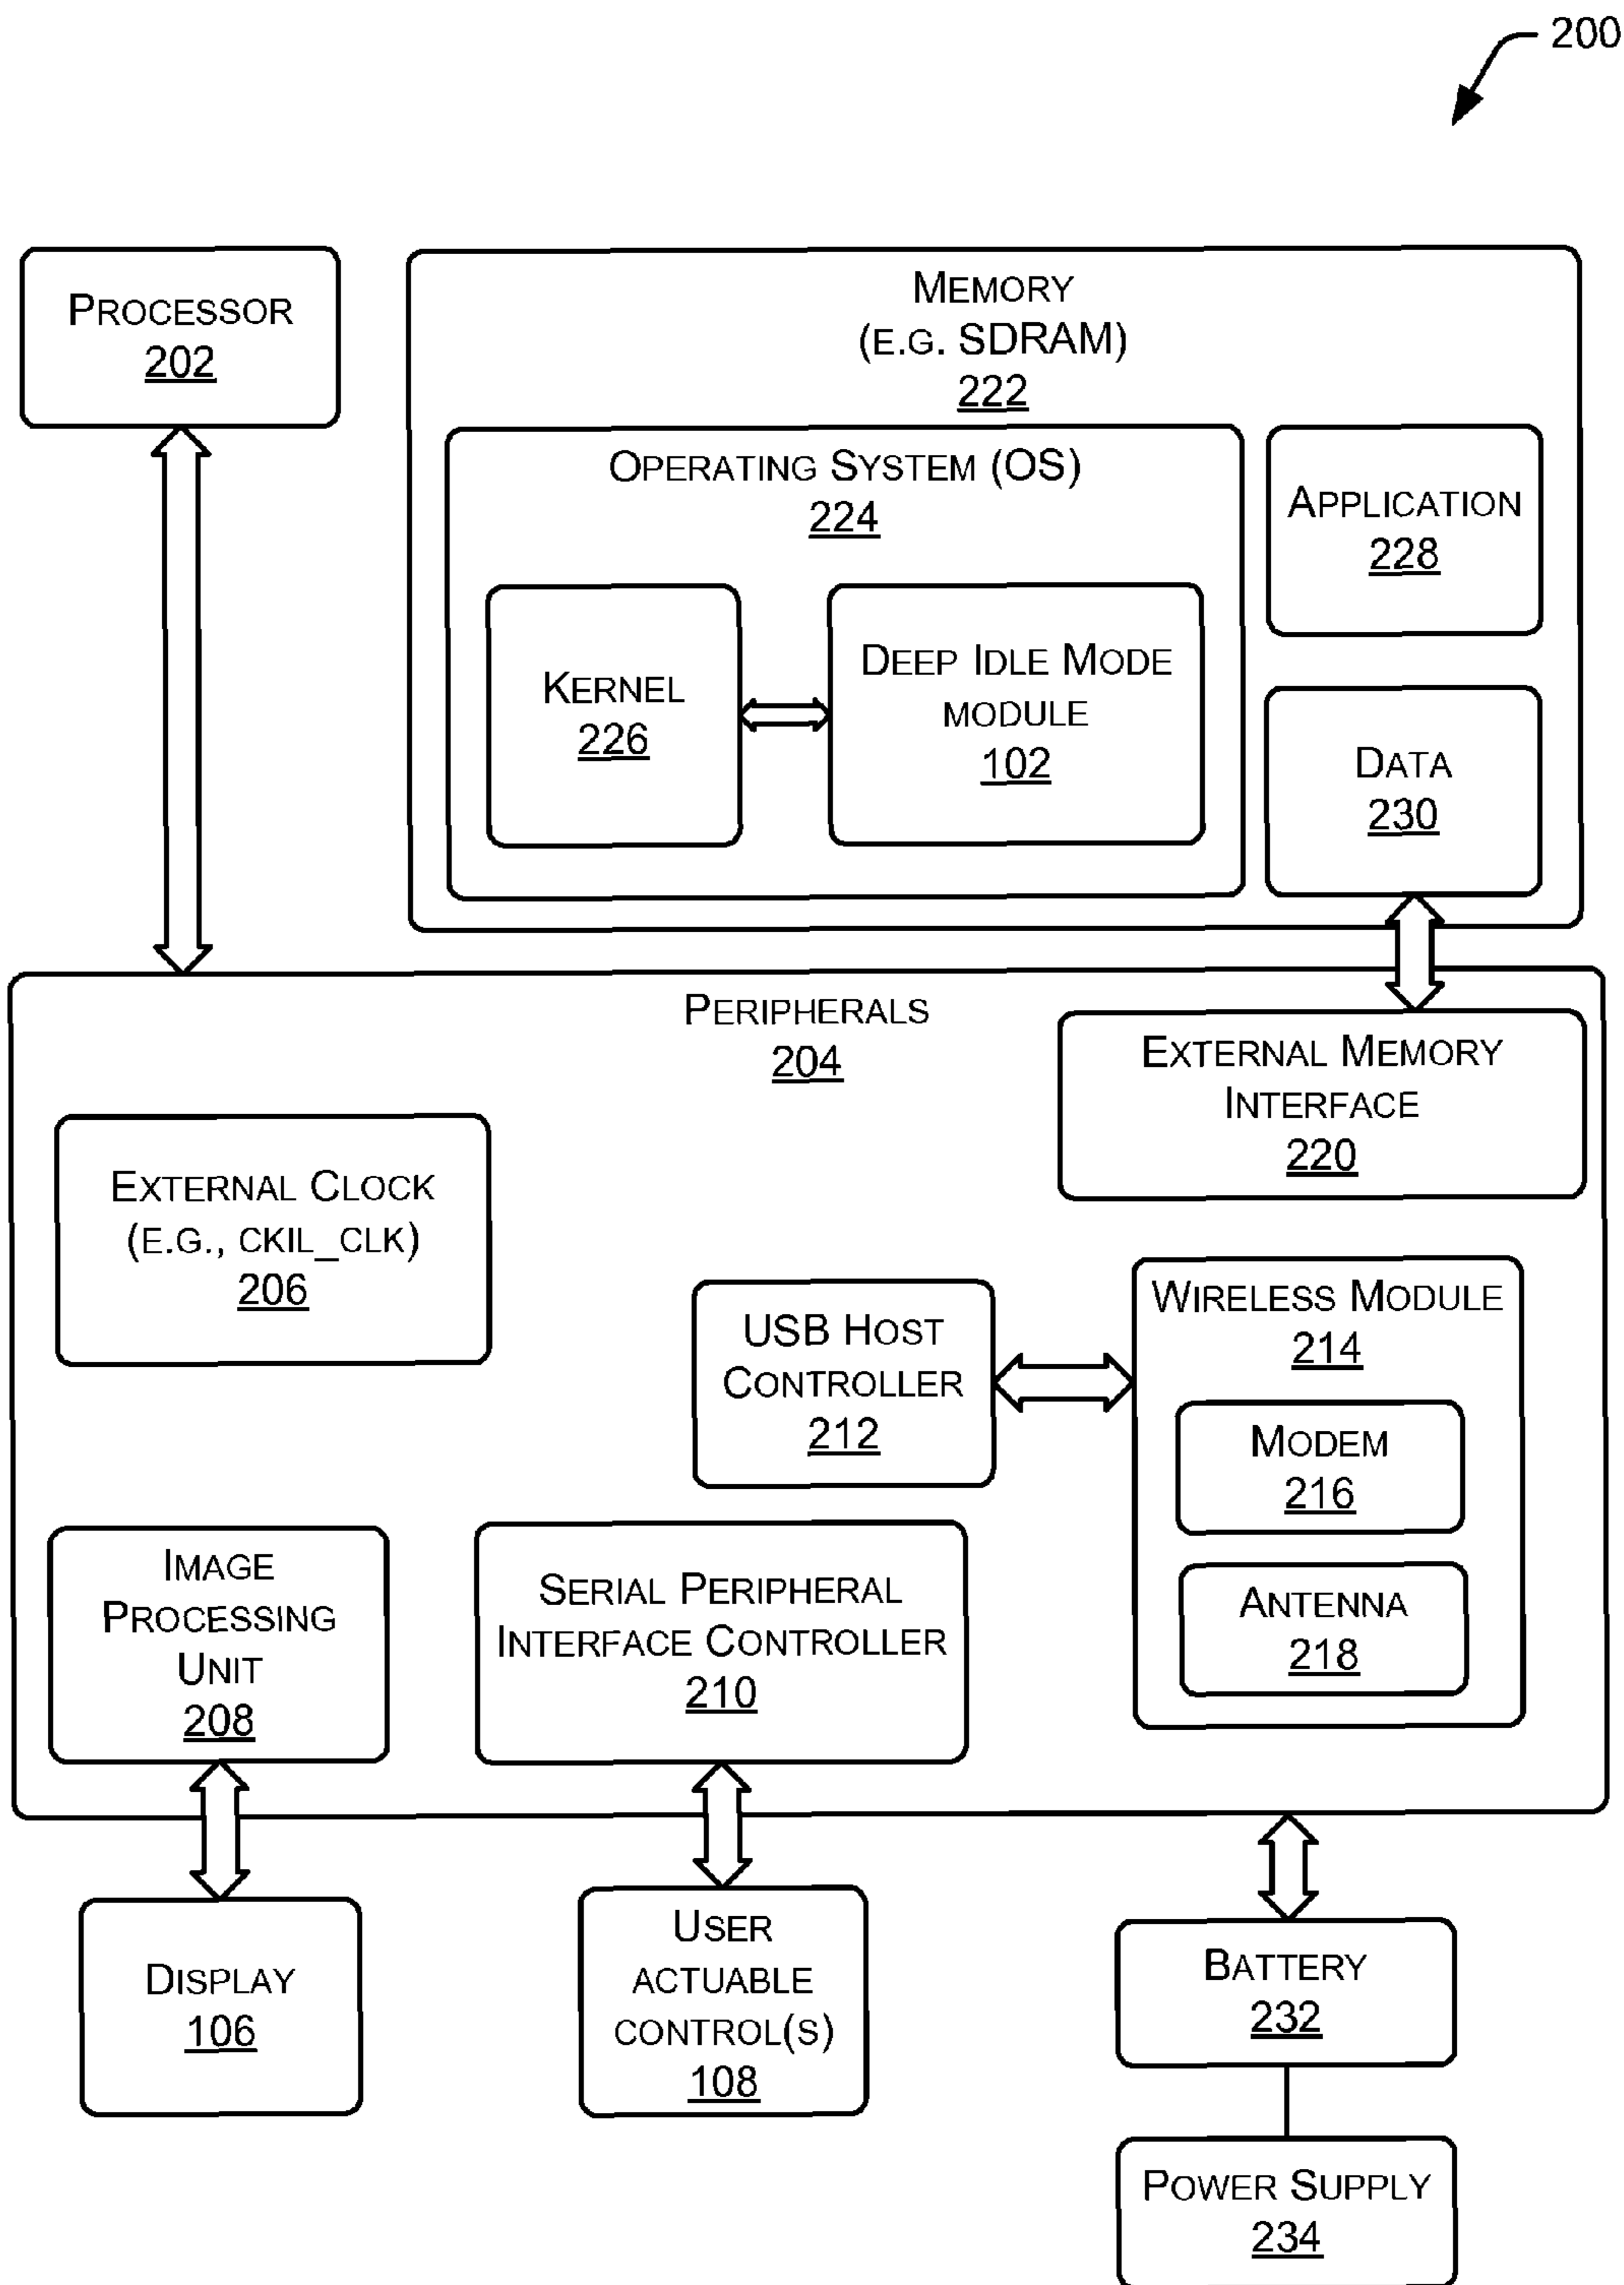 200
PROCESSOR
202
MEMORY
(E.G. SDRAM)
222
OPERATING SYSTEM (OS)
224
KERNEL
226
DEEP IDLE MODE
MODULE
102
APPLICATION
228
DATA
230
PERIPHERALS
204
EXTERNAL MEMORY
INTERFACE
220
EXTERNAL CLOCK
(E.G., CKIL_CLK)
206
USB HOST
CONTROLLER
212
WIRELESS MODULE
214
MODEM
216
ANTENNA
218
IMAGE
PROCESSING
UNIT
208
SERIAL PERIPHERAL
INTERFACE CONTROLLER
210
DISPLAY
106
USER
ACTUABLE
CONTROL(S)
108
BATTERY
232
POWER SUPPLY
234